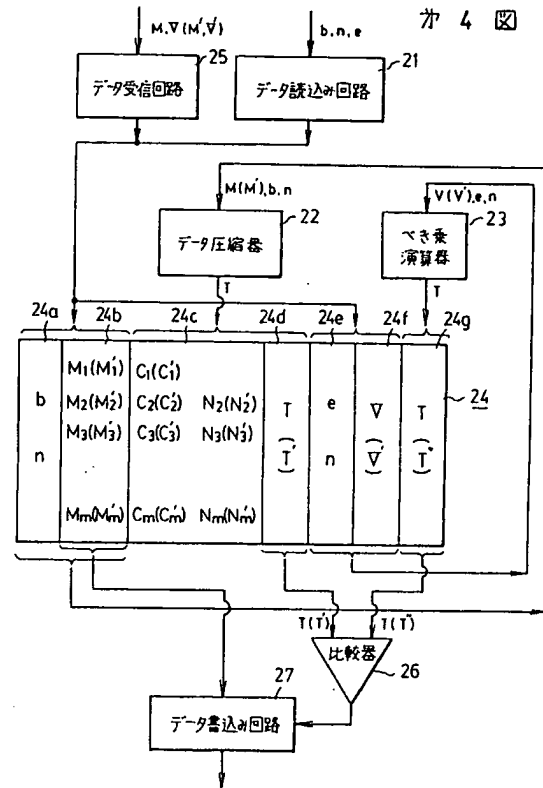 第 4 図
M,V(M',V')
b,n,e
25
21
データ受信回路
データ読込み回路
M(M'),b,n
V(V'),e,n
22
23
データ圧縮器
べき乗
演算器
T
T
24a
24b
24c
24d
24e
24f
24g
b
n
M1(M'1)
M2(M'2)
M3(M'3)
Mm(Mḿ)
C1(C'1)
C2(C'2) N2(N'2)
C3(C'3) N3(N'3)
Cm(C'm) Nm(N'm)
T
(T')
e
n
V
(V')
T
(T")
24
T(T')
T(T")
比較器
26
27
データ書込み回路